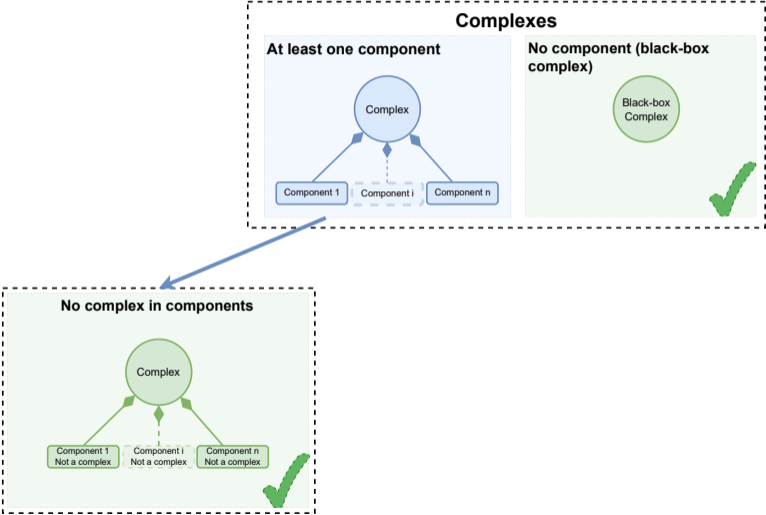 Complexes
At least one component
Complex
Component 1
Component i
Component n
No component (black-box
complex)
Black-box
Complex
No complex in components
Complex
Component 1
Not a complex
Component i
Not a complex
Component n
Not a complex